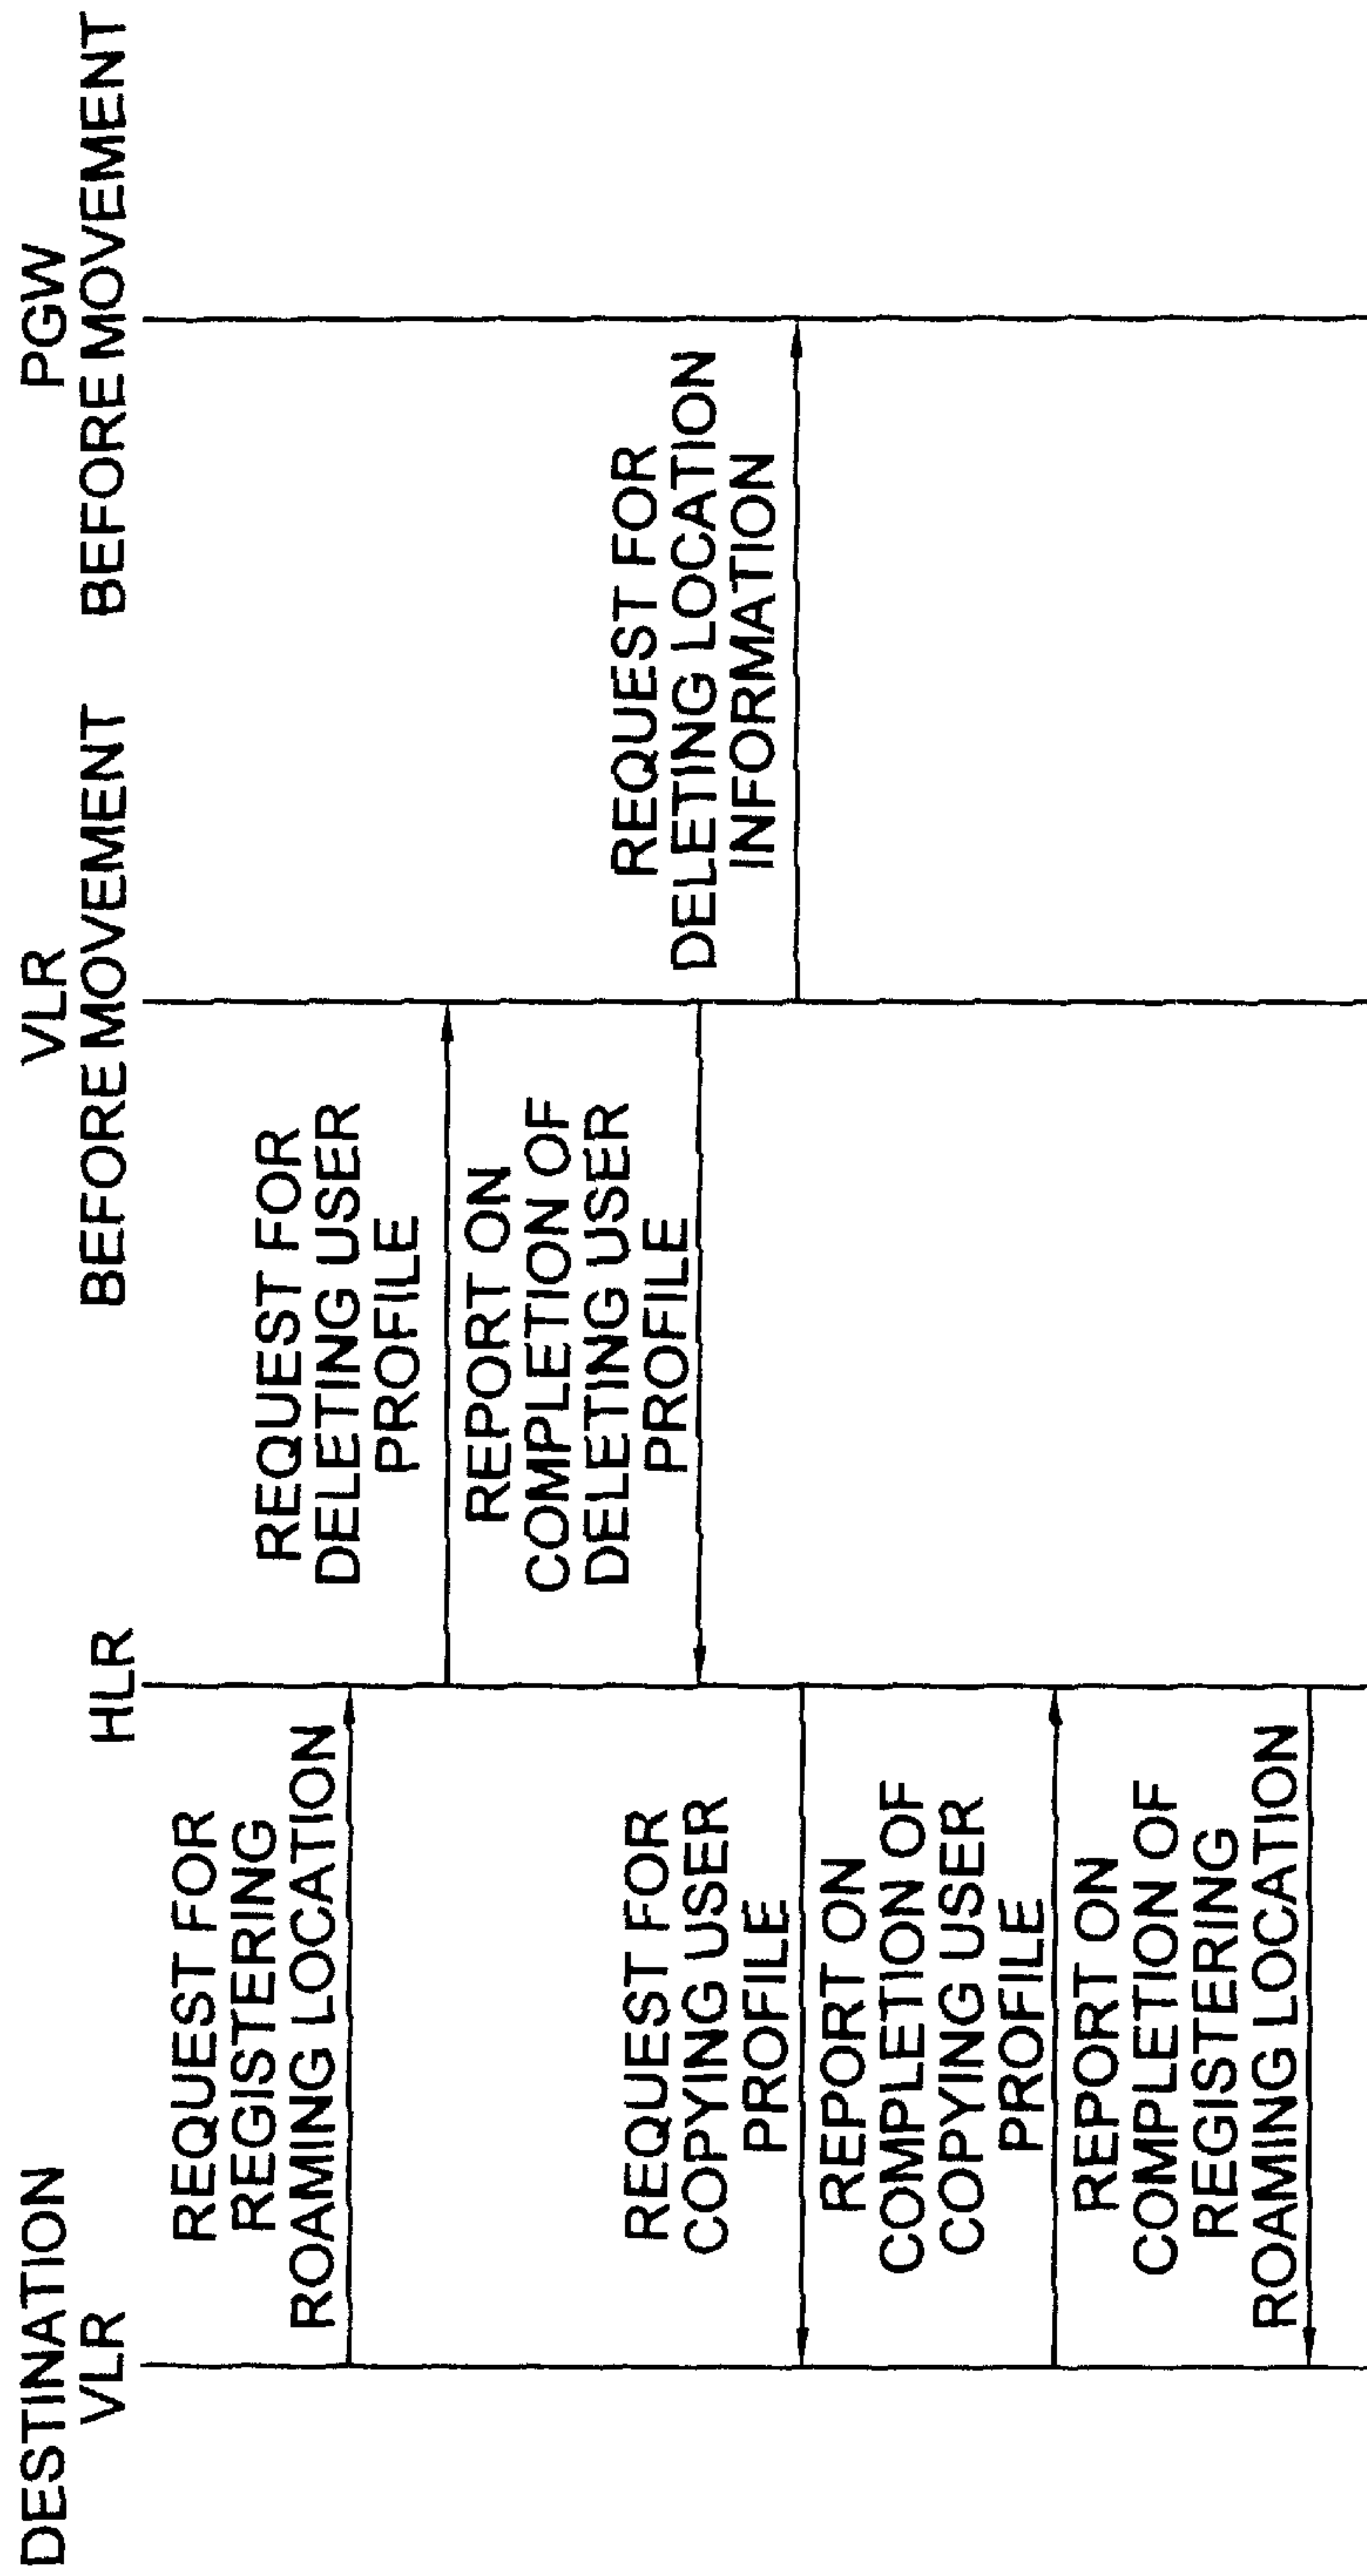 DESTINATION
VLR
HLR
VLR
BEFORE MOVEMENT
PGW
BEFORE MOVEMENT
REQUEST FOR
REGISTERING
ROAMING LOCATION
REQUEST FOR
DELETING USER
PROFILE
REPORT ON
COMPLETION OF
DELETING USER
PROFILE
REQUEST FOR
DELETING LOCATION
INFORMATION
REQUEST FOR
COPYING USER
PROFILE
REPORT ON
COMPLETION OF
COPYING USER
PROFILE
REPORT ON
COMPLETION OF
REGISTERING
ROAMING LOCATION